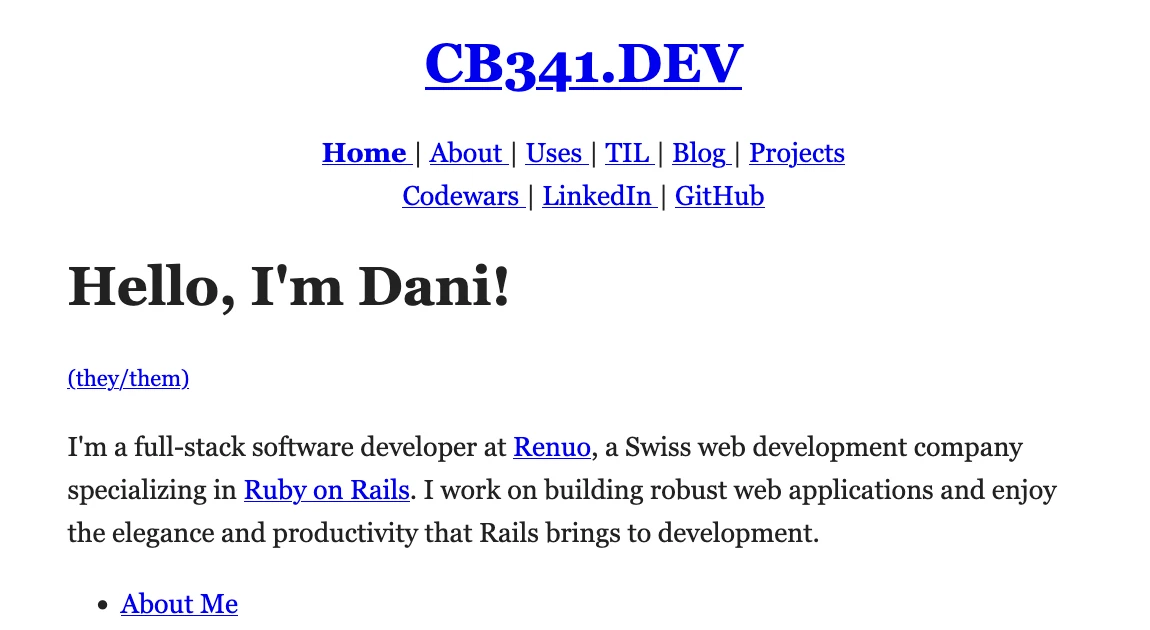 CB341.DEV
Home | About | Uses | TIL | Blog | Projects
Codewars | LinkedIn | GitHub
Hello, I'm Dani!
(they/them)
I'm a full-stack software developer at Renuo, a Swiss web development company
specializing in Ruby on Rails. I work on building robust web applications and enjoy
the elegance and productivity that Rails brings to development.
• About Me